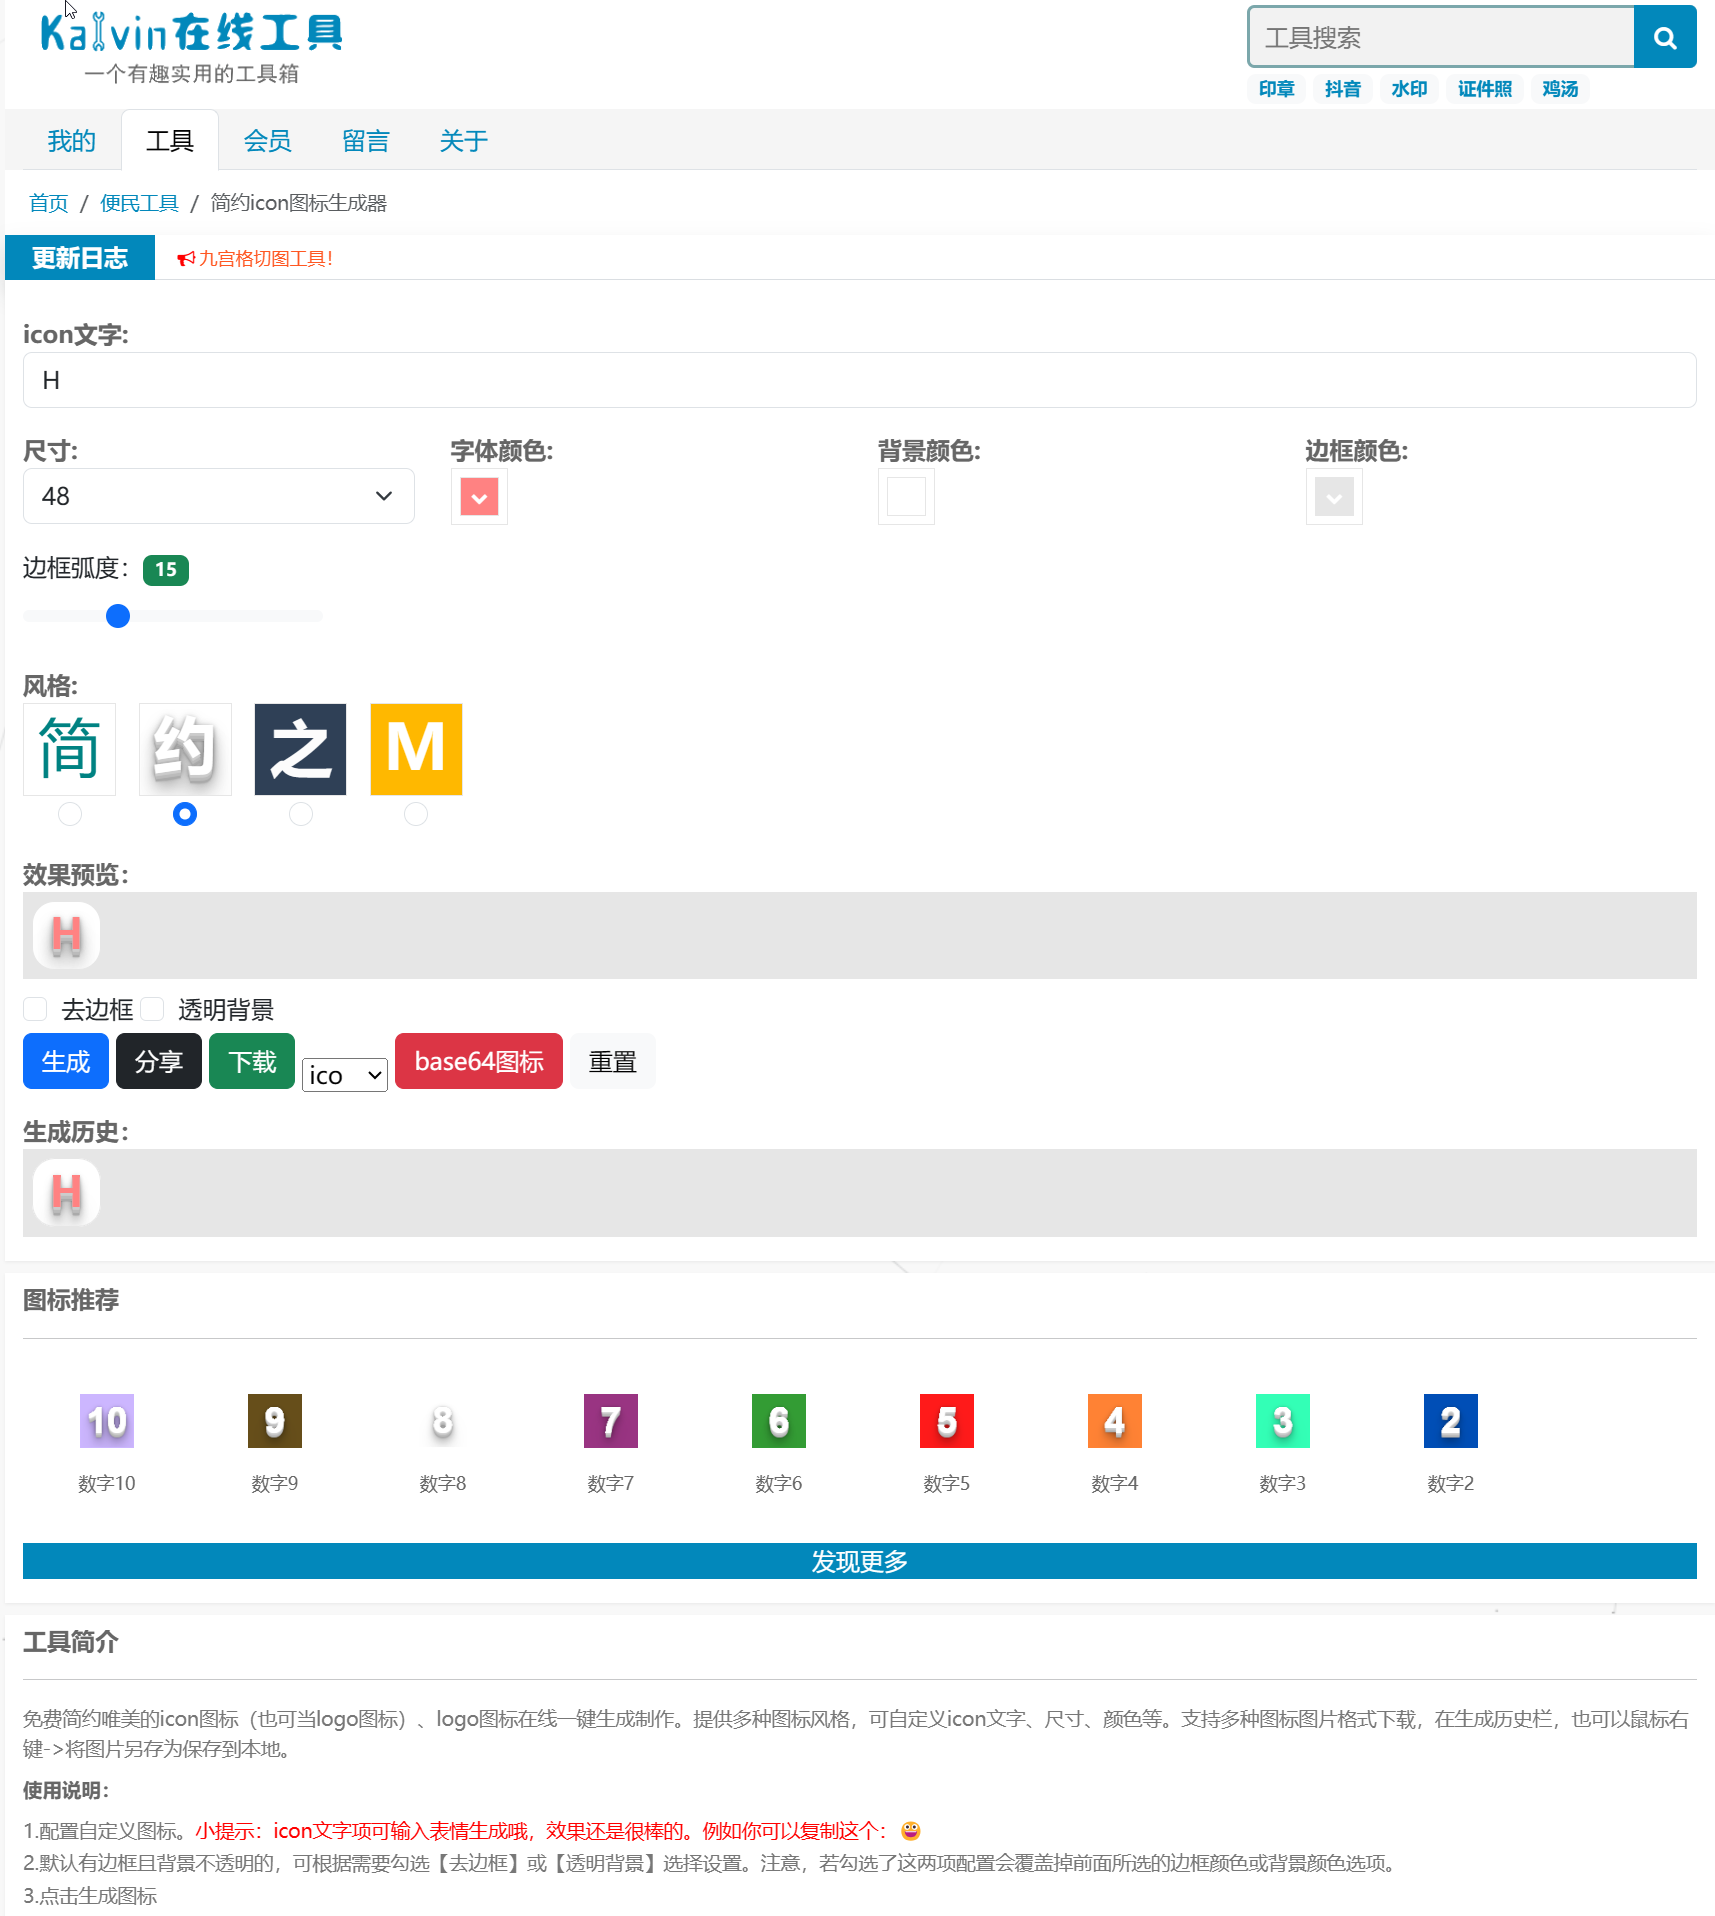 Kalvin在线工具
一个有趣实用的工具箱
工具搜索
印章 抖音 水印 证件照 鸡汤
我的 工具 会员 留言 关于
首页 / 便民工具 / 简约icon图标生成器
更新日志 九宫格切图工具!
icon文字:
H
尺寸: 字体颜色: 背景颜色: 边框颜色:
48
边框弧度： 15
风格:
简 约 之 M
效果预览：
H
去边框 透明背景
生成 分享 下载 ico base64图标 重置
生成历史：
H
图标推荐
10 9 8 7 6 5 4 3 2
数字10 数字9 数字8 数字7 数字6 数字5 数字4 数字3 数字2
发现更多
工具简介
免费简约唯美的icon图标（也可当logo图标）、logo图标在线一键生成制作。提供多种图标风格，可自定义icon文字、尺寸、颜色等。支持多种图标图片格式下载，在生成历史栏，也可以鼠标右
键->将图片另存为保存到本地。
使用说明：
1.配置自定义图标。小提示：icon文字项可输入表情生成哦，效果还是很棒的。例如你可以复制这个：😀
2.默认有边框且背景不透明的，可根据需要勾选【去边框】或【透明背景】选择设置。注意，若勾选了这两项配置会覆盖掉前面所选的边框颜色或背景颜色选项。
3.点击生成图标